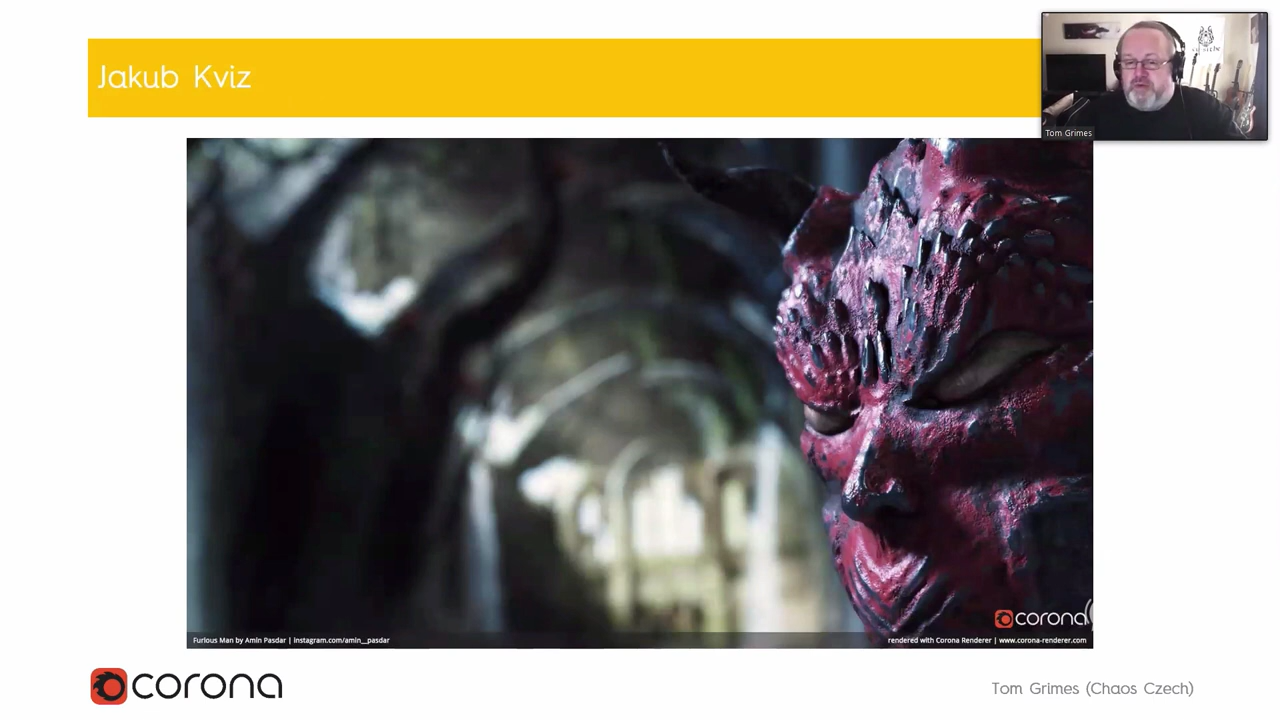 Jakub Kviz
Tom Grimes
corona
Furious Man by Amin Pasdar | instagram.com/amin__pasdar
rendered with Corona Renderer | www.corona-renderer.com
corona
Tom Grimes (Chaos Czech)